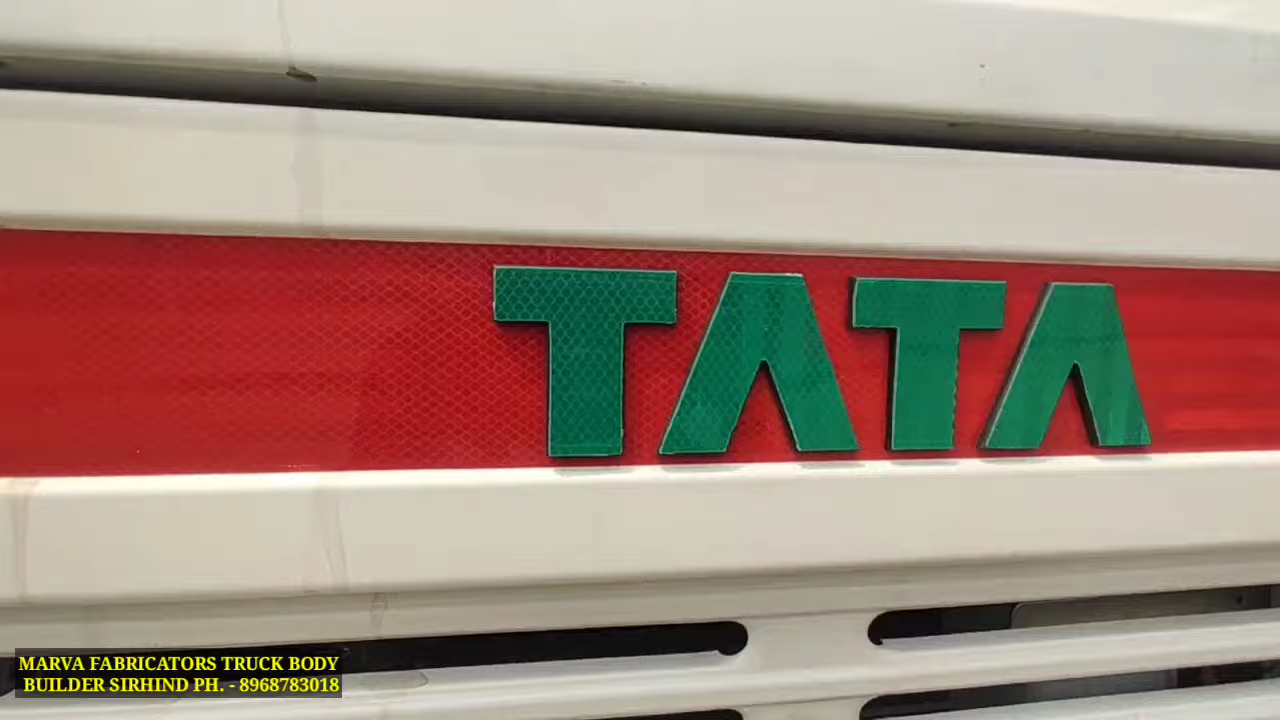 TATA
MARVA FABRICATORS TRUCK BODY
BUILDER SIRHIND PH. - 8968783018